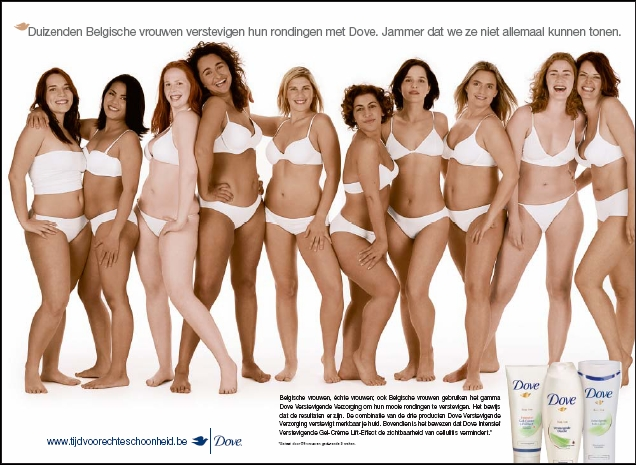 Duizenden Belgische vrouwen verstevigen hun rondingen met Dove. Jammer dat we ze niet allemaal kunnen tonen.
Belgische vrouwen, échte vrouwen; ook Belgische vrouwen gebruiken het gamma
Dove Verstevigende Verzorging om hun mooie rondingen te verstevigen. Het bewijs
dat de resultaten er zijn. De combinatie van de drie producten Dove Verstevigende
Verzorging verstevigt merkbaar je huid. Bovendien is het bewezen dat Dove Intensief
Verstevigende Gel-Crème Lift-Effect de zichtbaarheid van cellulitis vermindert.*
www.tijdvoorechteschoonheid.be
Dove
Dove
Dove
Dove